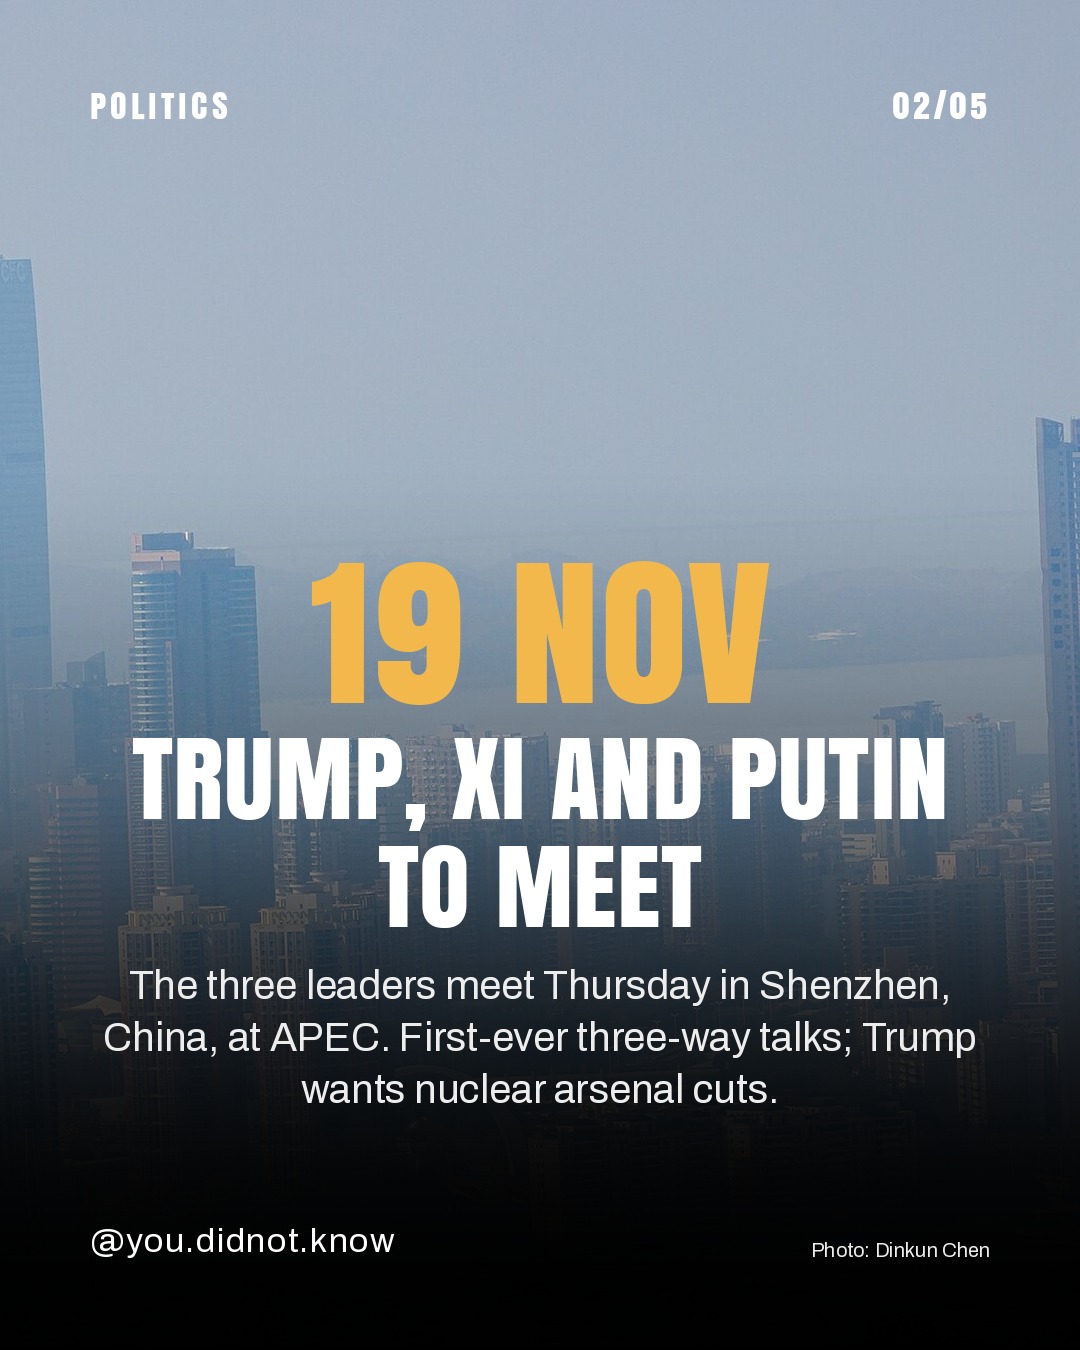 POLITICS
02/05
19 NOV
TRUMP, XI AND PUTIN
TO MEET
The three leaders meet Thursday in Shenzhen,
China, at APEC. First-ever three-way talks; Trump
wants nuclear arsenal cuts.
@you.didnot.know
Photo: Dinkun Chen